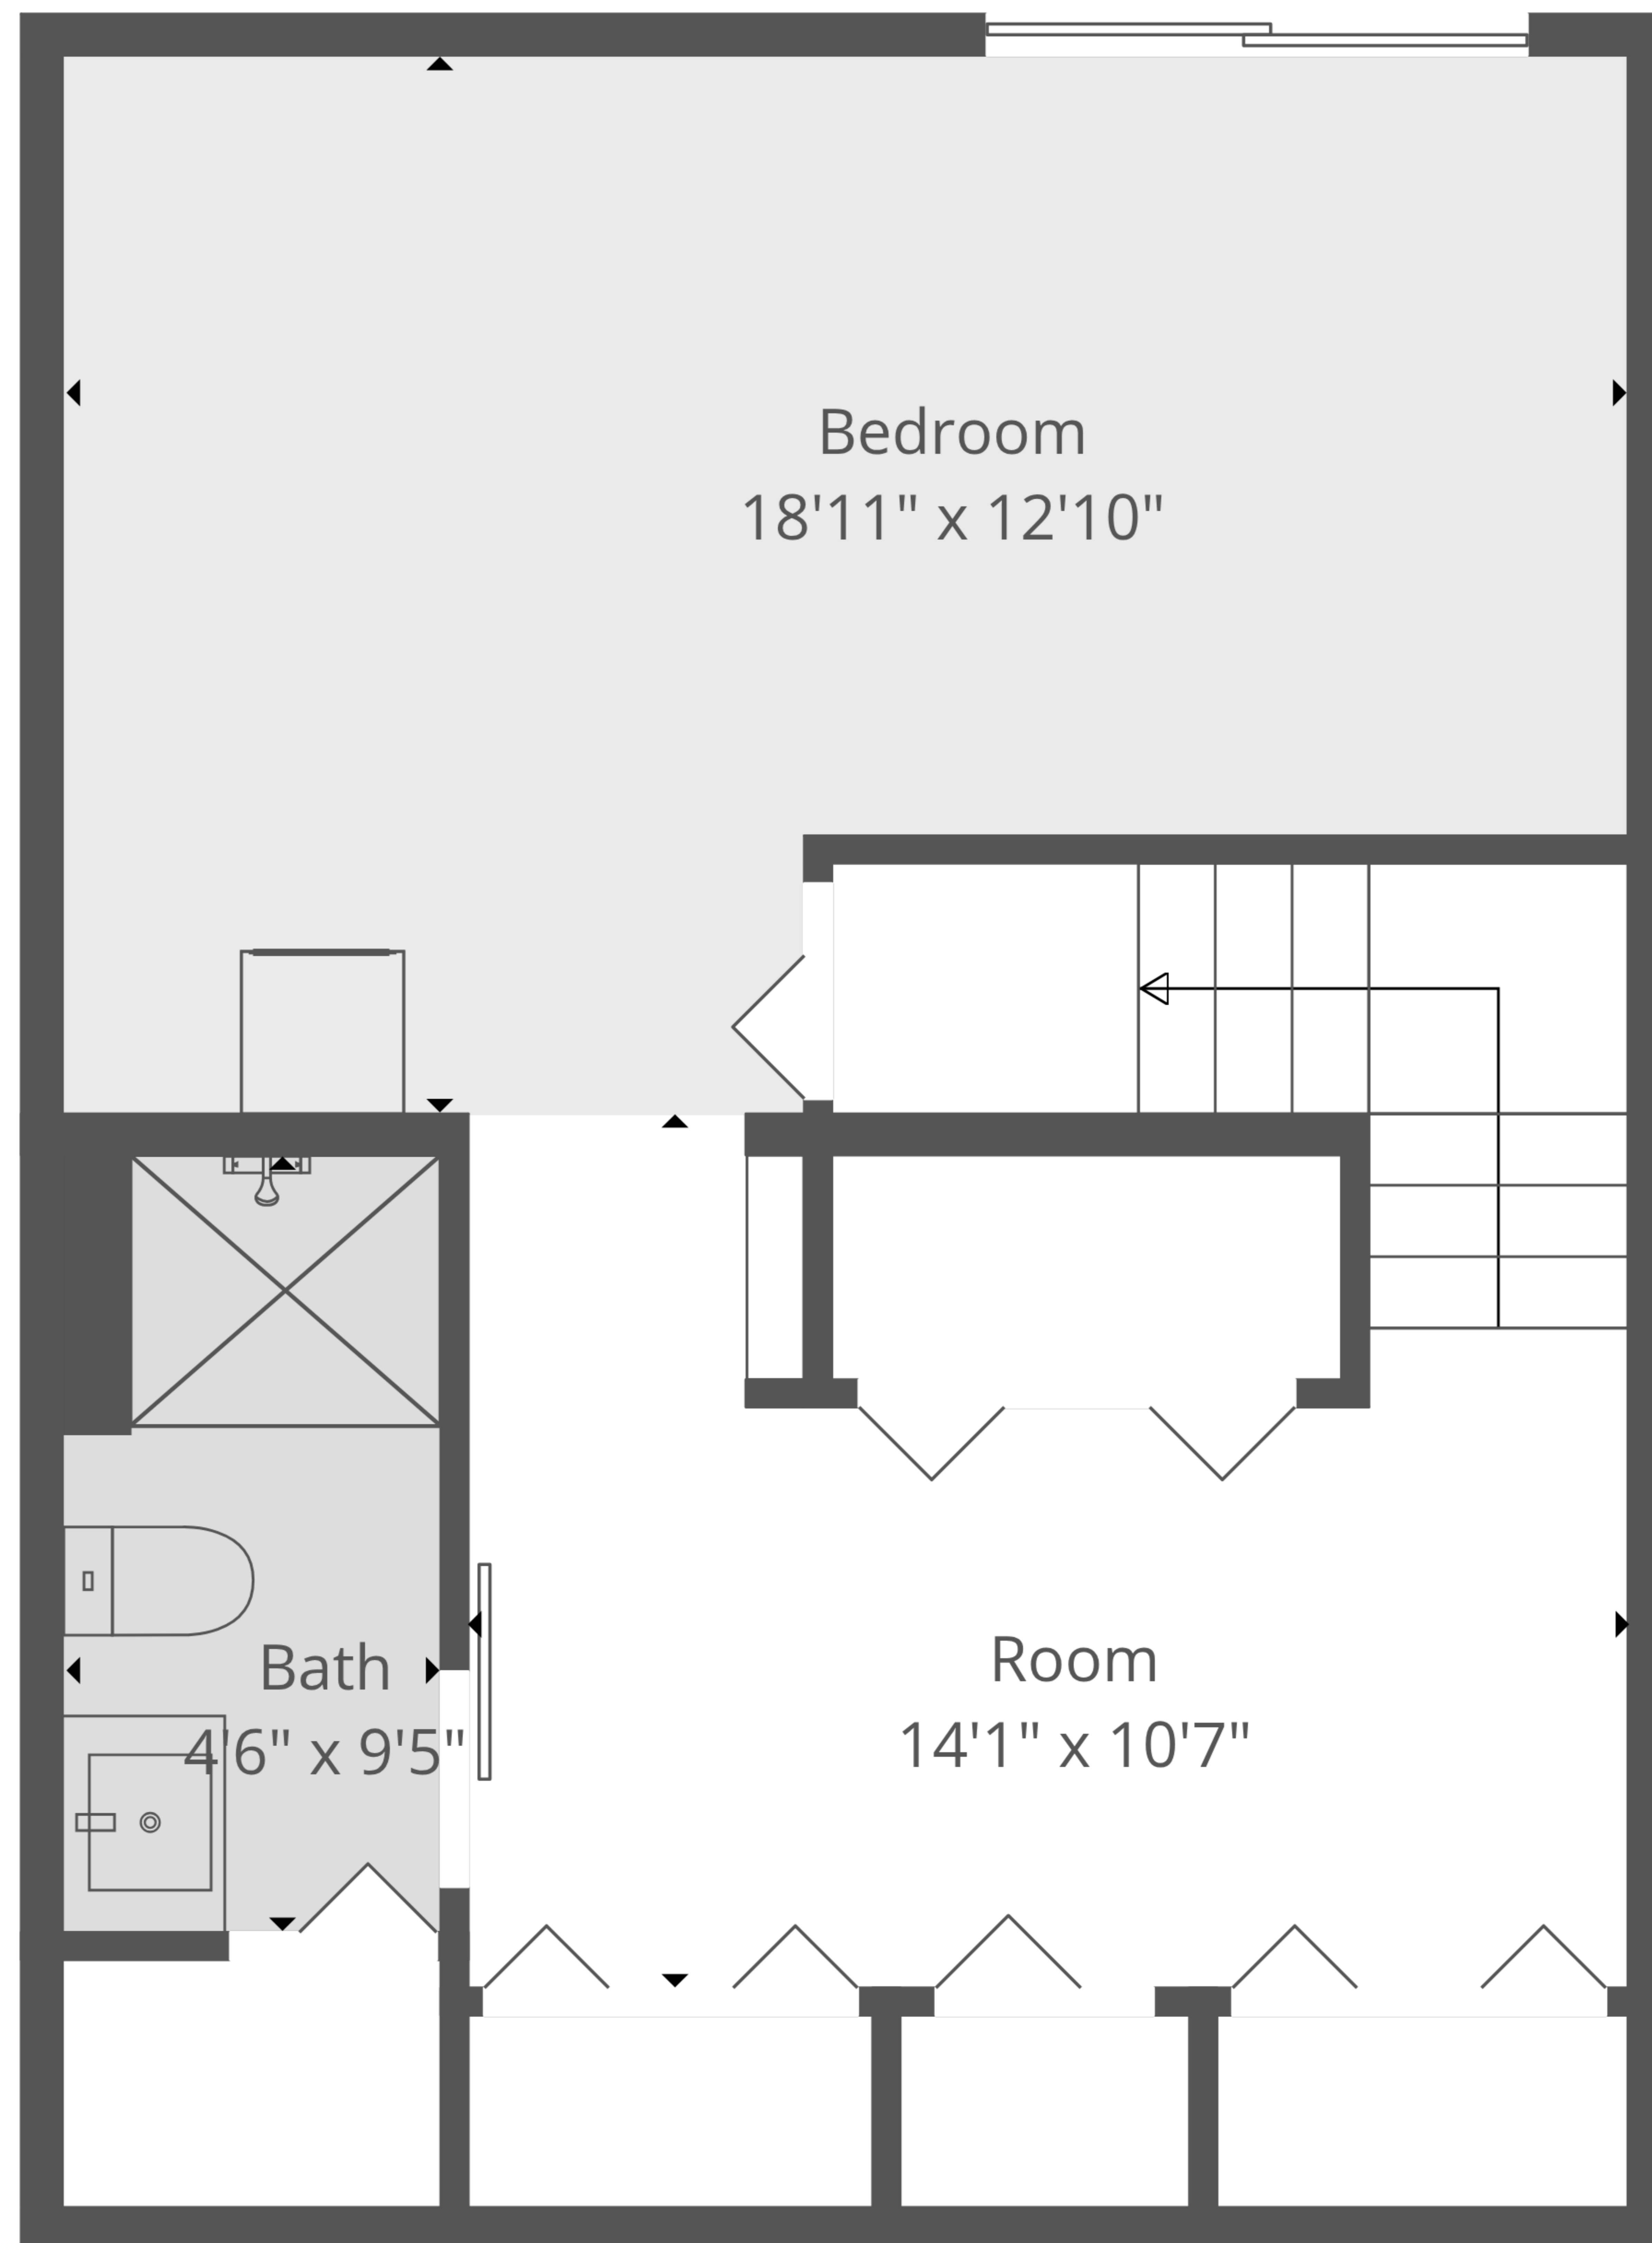 Bedroom
18'11" x 12'10"
Bath
4'6" x 9'5"
Room
14'1" x 10'7"